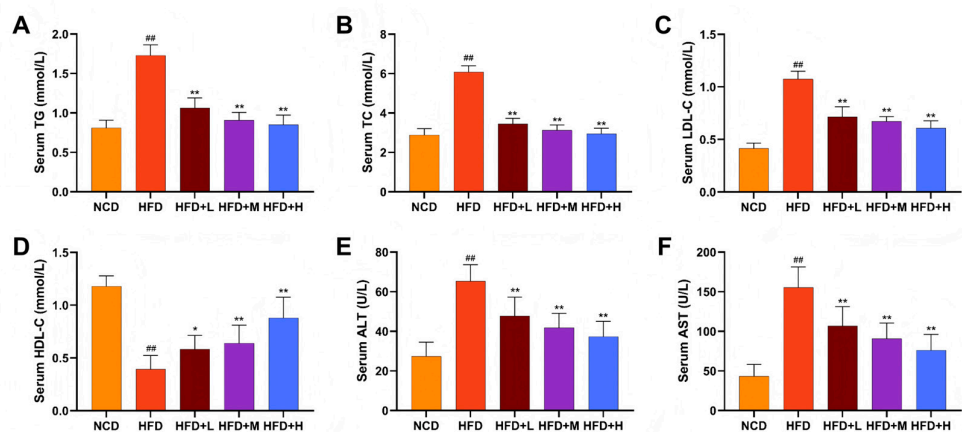 A
Serum TG (mmol/L)
2.0
1.5
1.0
0.5
0.0
##
**
**
**
NCD HFD HFD+L HFD+M HFD+H
B
Serum TC (mmol/L)
8
6
4
2
0
##
**
**
**
NCD HFD HFD+L HFD+M HFD+H
C
Serum LDL-C (mmol/L)
1.5
1.0
0.5
0.0
##
**
**
**
NCD HFD HFD+L HFD+M HFD+H
D
Serum HDL-C (mmol/L)
1.5
1.0
0.5
0.0
##
*
**
**
NCD HFD HFD+L HFD+M HFD+H
E
Serum ALT (U/L)
80
60
40
20
0
##
**
**
**
NCD HFD HFD+L HFD+M HFD+H
F
Serum AST (U/L)
200
150
100
50
0
##
**
**
**
NCD HFD HFD+L HFD+M HFD+H